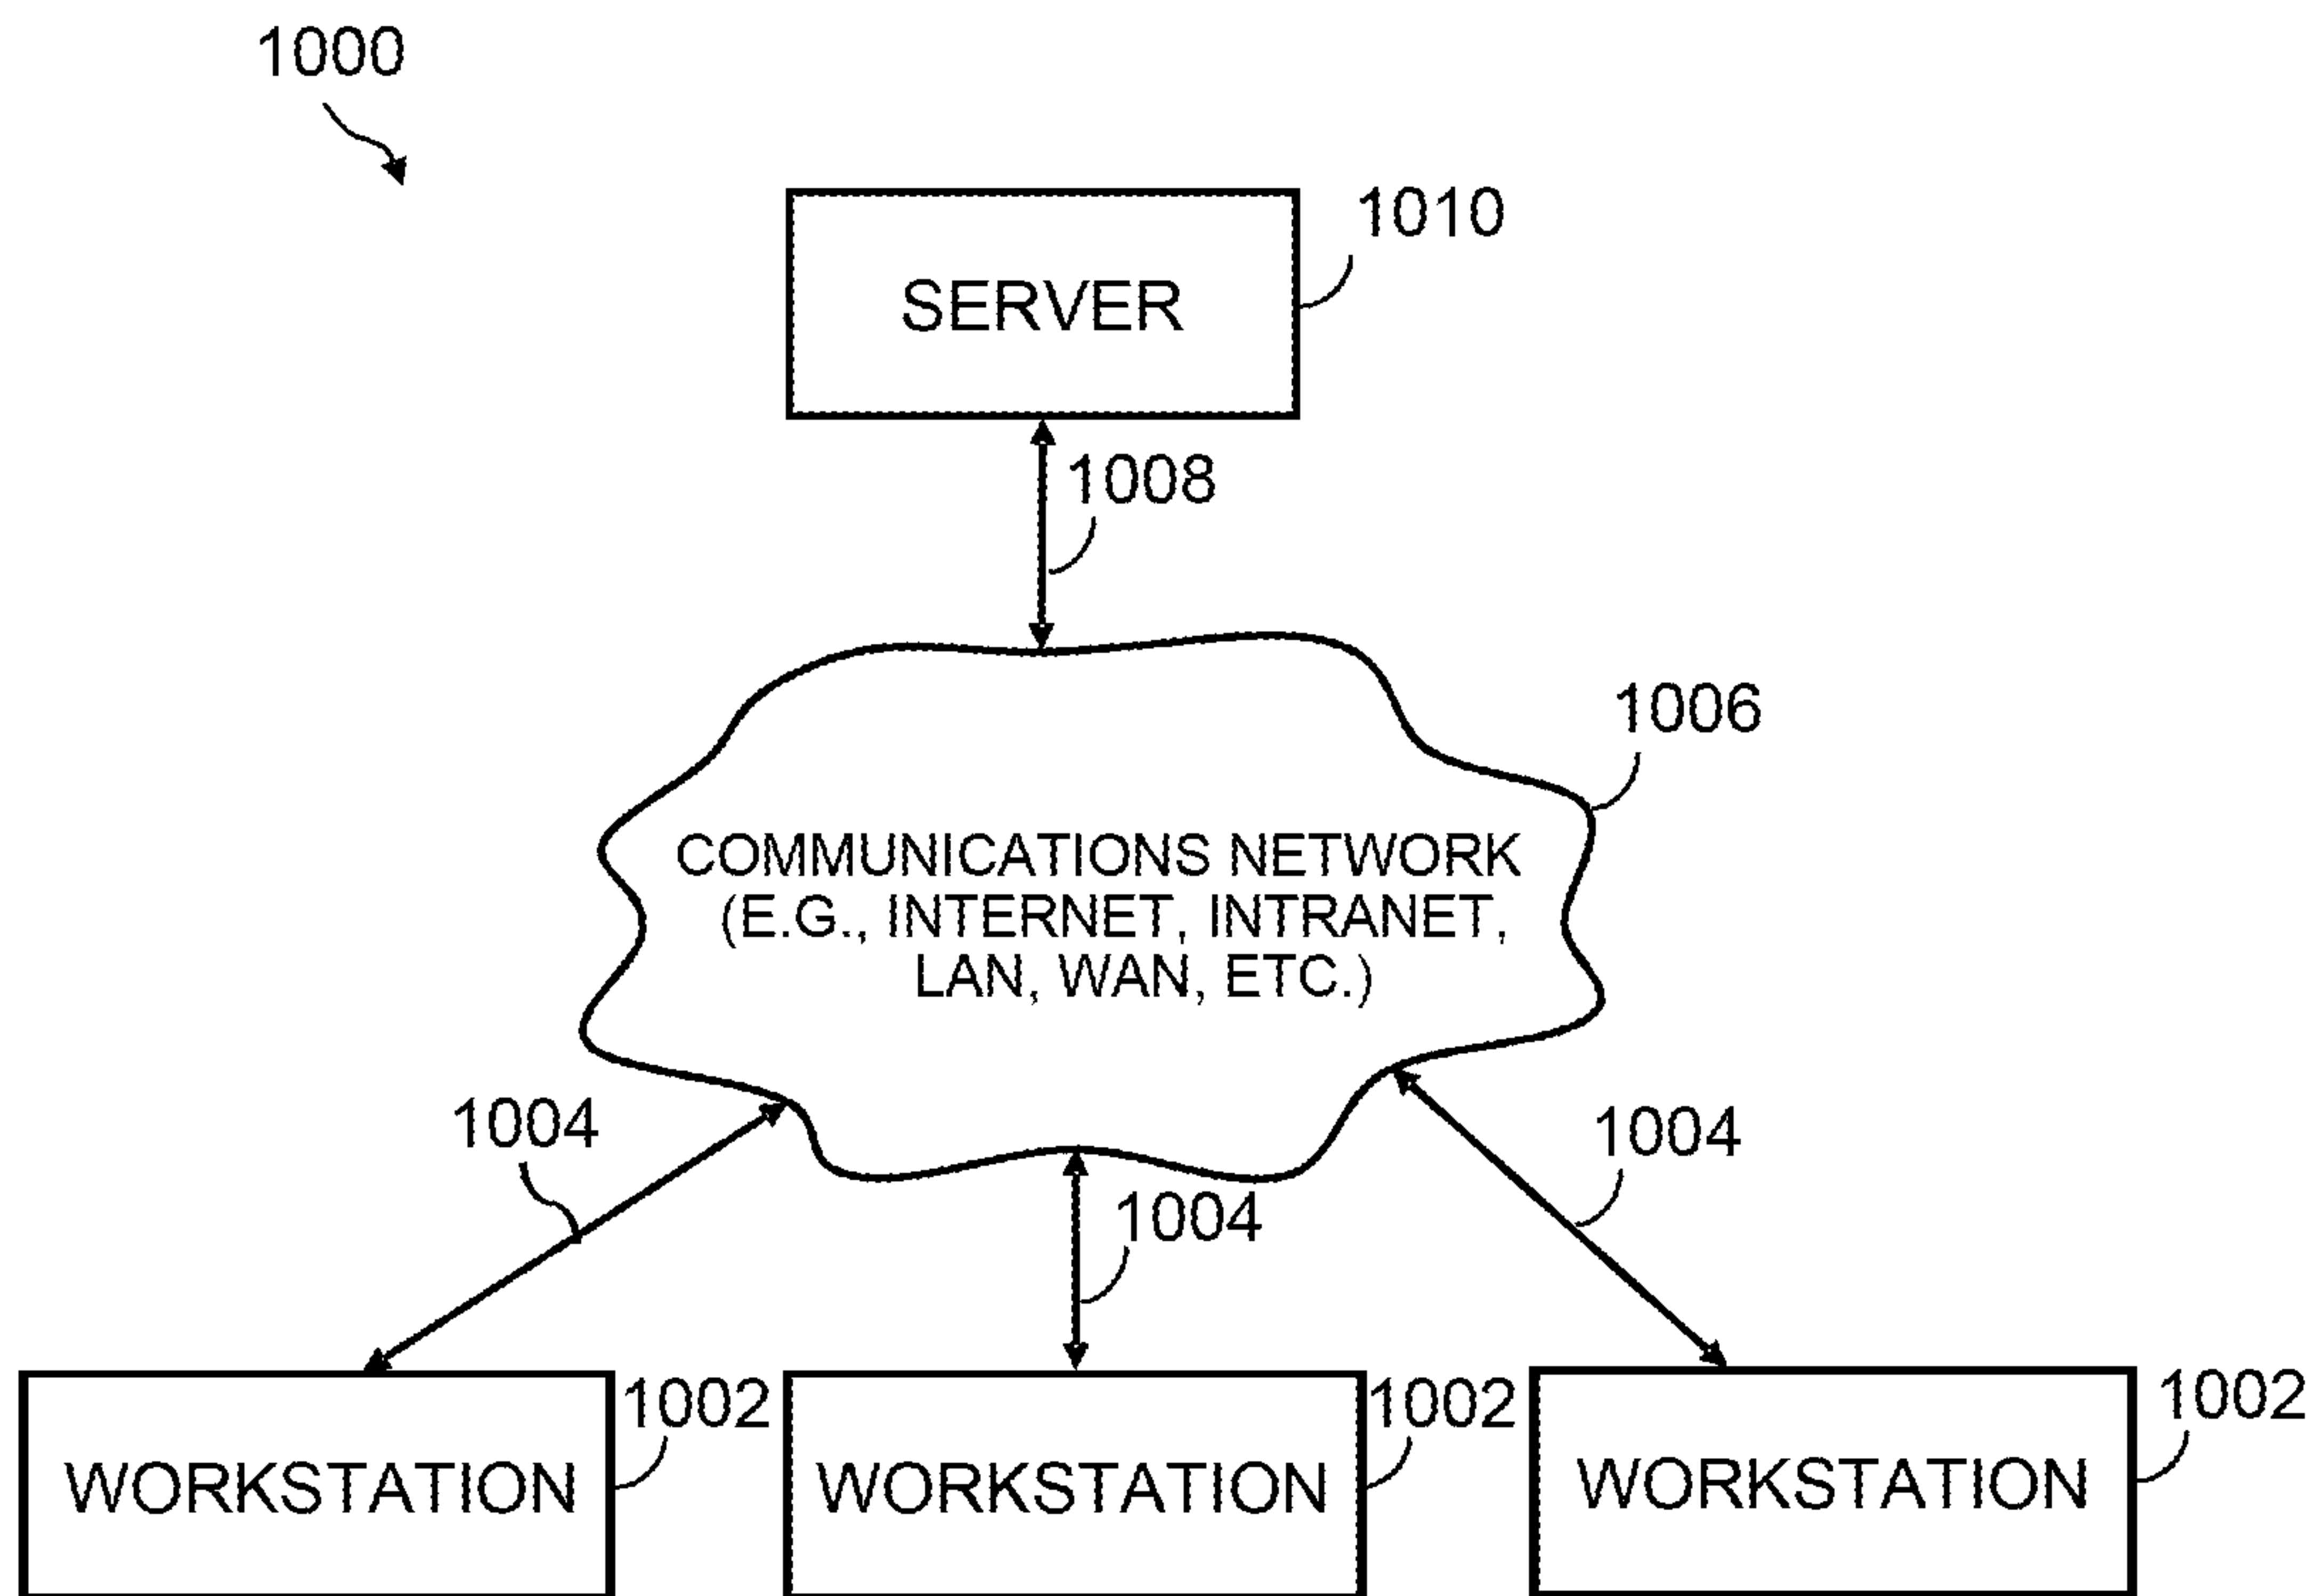 1000
1010
SERVER
1008
1006
COMMUNICATIONS NETWORK
(E.G., INTERNET, INTRANET,
LAN, WAN, ETC.)
1004
1004
1004
1002
1002
1002
WORKSTATION
WORKSTATION
WORKSTATION